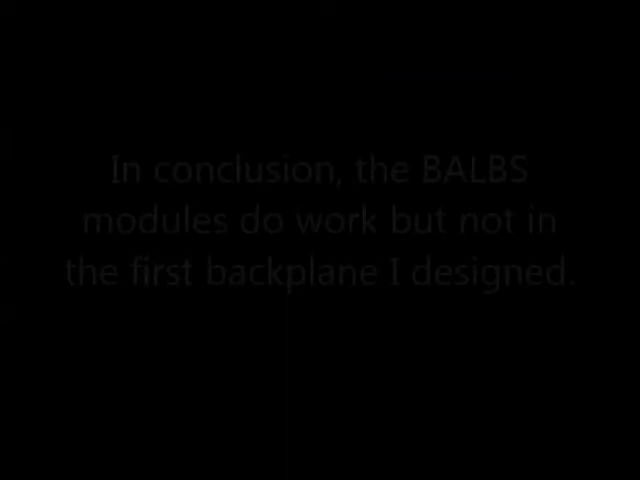 In conclusion, the BALBS
modules do work but not in
the first backplane I designed.